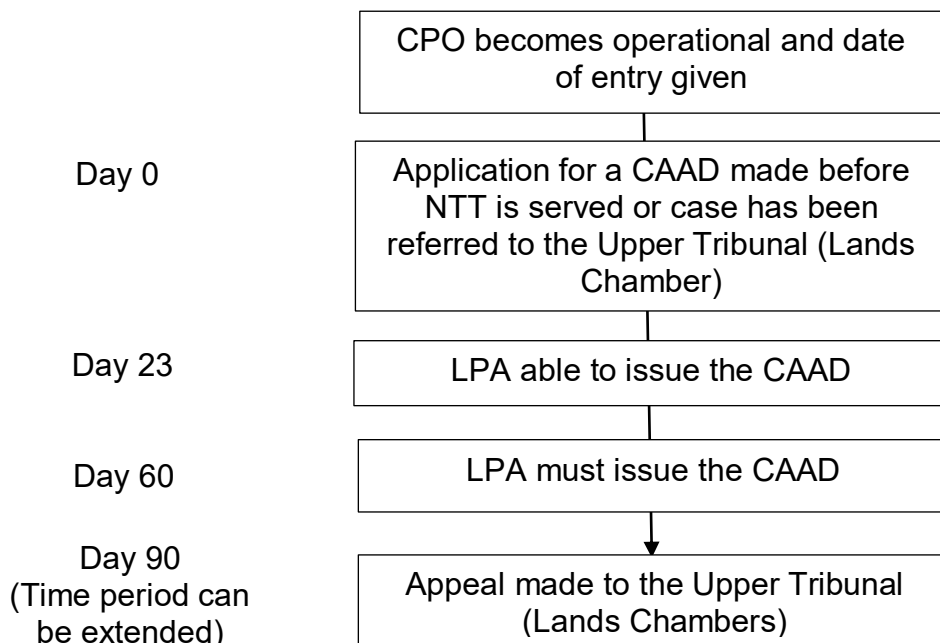 CPO becomes operational and date
of entry given
Day 0
Application for a CAAD made before
NTT is served or case has been
referred to the Upper Tribunal (Lands
Chamber)
Day 23
LPA able to issue the CAAD
Day 60
LPA must issue the CAAD
Day 90
(Time period can
be extended)
Appeal made to the Upper Tribunal
(Lands Chambers)